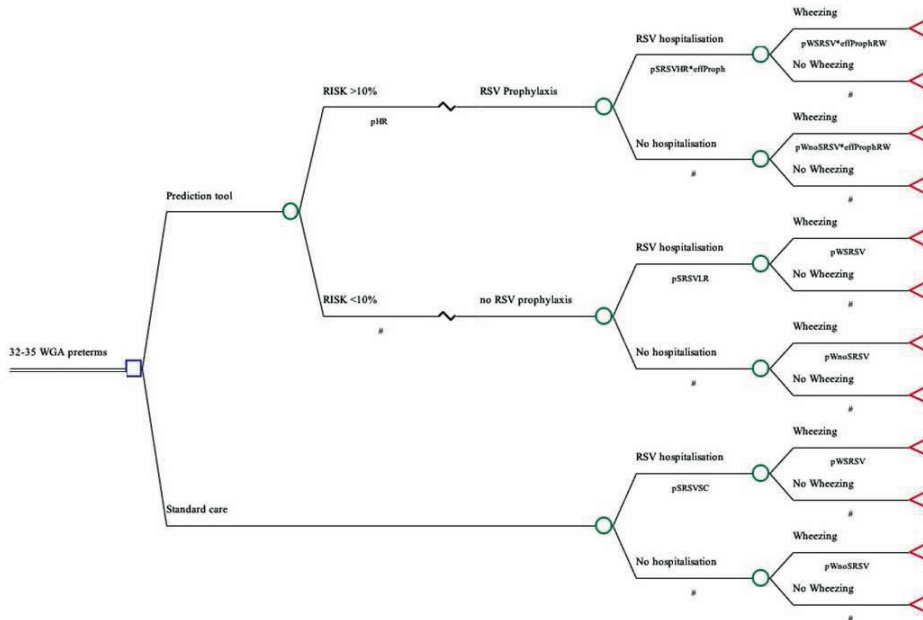 Wheezing
RSV hospitalisation
pWSRSV*effProphRW
No Wheezing
pSRSVHR*effProph
#
RISK >10%
RSV Prophylaxis
pHR
Wheezing
No hospitalisation
pWnoSRSV*effProphRW
No Wheezing
#
#
Prediction tool
Wheezing
RSV hospitalisation
pWSRSV
No Wheezing
pSRSVLR
#
RISK <10%
no RSV prophylaxis
#
Wheezing
No hospitalisation
pWnoSRSV
No Wheezing
#
#
32-35 WGA preterms
Wheezing
RSV hospitalisation
pWSRSV
No Wheezing
pSRSVSC
#
Standard care
Wheezing
No hospitalisation
pWnoSRSV
No Wheezing
#
#